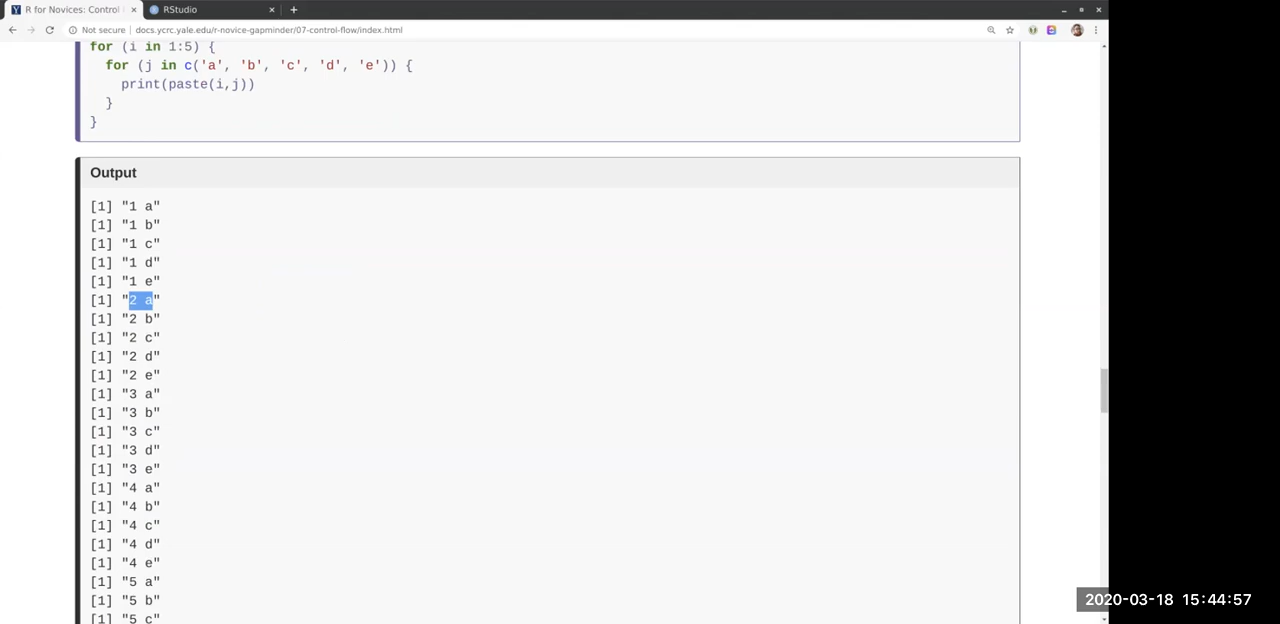 R for Novices: Control
RStudio
Not secure
docs.ycrc.yale.edu/r-novice-gapminder/07-control-flow/index.html
for (i in 1:5) {
  for (j in c('a', 'b', 'c', 'd', 'e')) {
    print(paste(i,j))
  }
}
Output
[1] "1 a"
[1] "1 b"
[1] "1 c"
[1] "1 d"
[1] "1 e"
[1] "2 a"
[1] "2 b"
[1] "2 c"
[1] "2 d"
[1] "2 e"
[1] "3 a"
[1] "3 b"
[1] "3 c"
[1] "3 d"
[1] "3 e"
[1] "4 a"
[1] "4 b"
[1] "4 c"
[1] "4 d"
[1] "4 e"
[1] "5 a"
[1] "5 b"
[1] "5 c"
2020-03-18 15:44:57